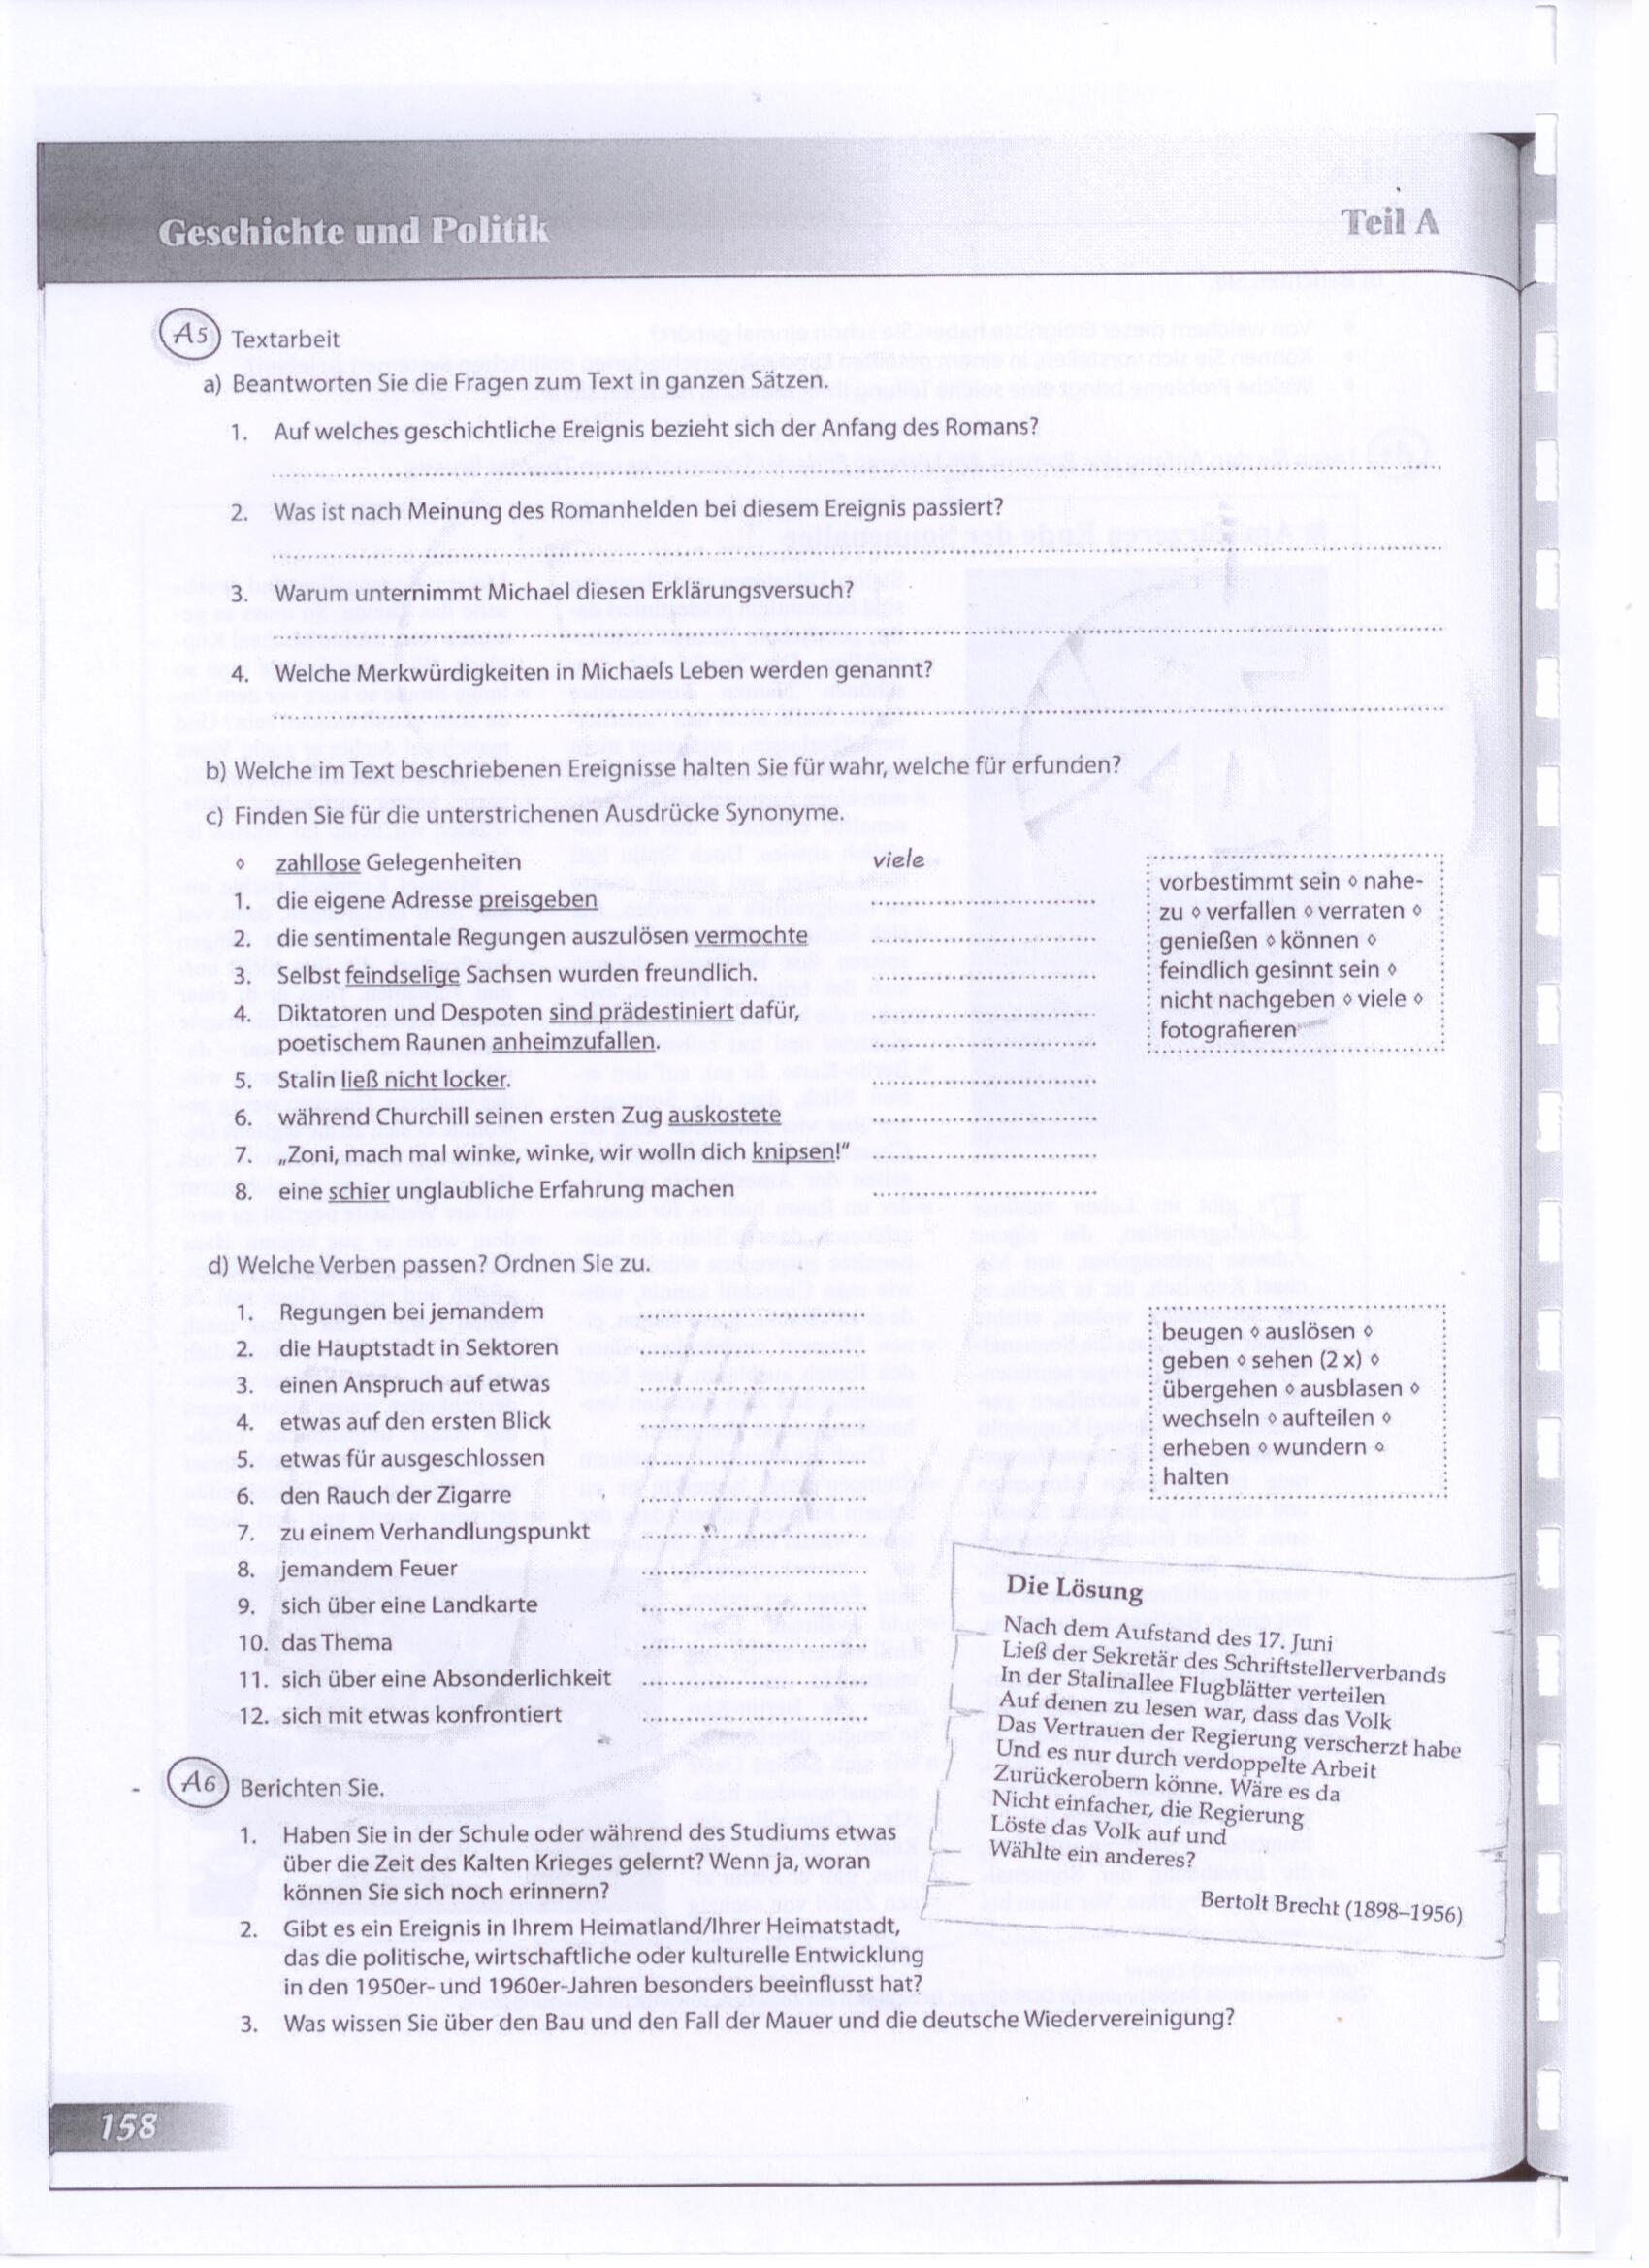 Geschichte und Politik
Teil A
A5 Textarbeit
a) Beantworten Sie die Fragen zum Text in ganzen Sätzen.
1. Auf welches geschichtliche Ereignis bezieht sich der Anfang des Romans?
2. Was ist nach Meinung des Romanhelden bei diesem Ereignis passiert?
3. Warum unternimmt Michael diesen Erklärungsversuch?
4. Welche Merkwürdigkeiten in Michaels Leben werden genannt?
b) Welche im Text beschriebenen Ereignisse halten Sie für wahr, welche für erfunden?
c) Finden Sie für die unterstrichenen Ausdrücke Synonyme.
◊ zahllose Gelegenheiten viele
1. die eigene Adresse preisgeben
2. die sentimentale Regungen auszulösen vermochte
3. Selbst feindselige Sachsen wurden freundlich.
4. Diktatoren und Despoten sind prädestiniert dafür,
poetischem Raunen anheimzufallen.
5. Stalin ließ nicht locker.
6. während Churchill seinen ersten Zug auskostete
7. „Zoni, mach mal winke, winke, wir wolln dich knipsen!“
8. eine schier unglaubliche Erfahrung machen
vorbestimmt sein ◊ nahe-
zu ◊ verfallen ◊ verraten ◊
genießen ◊ können ◊
feindlich gesinnt sein ◊
nicht nachgeben ◊ viele ◊
fotografieren
d) Welche Verben passen? Ordnen Sie zu.
1. Regungen bei jemandem
2. die Hauptstadt in Sektoren
3. einen Anspruch auf etwas
4. etwas auf den ersten Blick
5. etwas für ausgeschlossen
6. den Rauch der Zigarre
7. zu einem Verhandlungspunkt
8. jemandem Feuer
9. sich über eine Landkarte
10. das Thema
11. sich über eine Absonderlichkeit
12. sich mit etwas konfrontiert
beugen ◊ auslösen ◊
geben ◊ sehen (2 x) ◊
übergehen ◊ ausblasen ◊
wechseln ◊ aufteilen ◊
erheben ◊ wundern ◊
halten
Die Lösung
Nach dem Aufstand des 17. Juni
Ließ der Sekretär des Schriftstellerverbands
In der Stalinallee Flugblätter verteilen
Auf denen zu lesen war, dass das Volk
Das Vertrauen der Regierung verscherzt habe
Und es nur durch verdoppelte Arbeit
Zurückerobern könne. Wäre es da
Nicht einfacher, die Regierung
Löste das Volk auf und
Wählte ein anderes?
Bertolt Brecht (1898–1956)
A6 Berichten Sie.
1. Haben Sie in der Schule oder während des Studiums etwas
über die Zeit des Kalten Krieges gelernt? Wenn ja, woran
können Sie sich noch erinnern?
2. Gibt es ein Ereignis in Ihrem Heimatland/Ihrer Heimatstadt,
das die politische, wirtschaftliche oder kulturelle Entwicklung
in den 1950er- und 1960er-Jahren besonders beeinflusst hat?
3. Was wissen Sie über den Bau und den Fall der Mauer und die deutsche Wiedervereinigung?
158